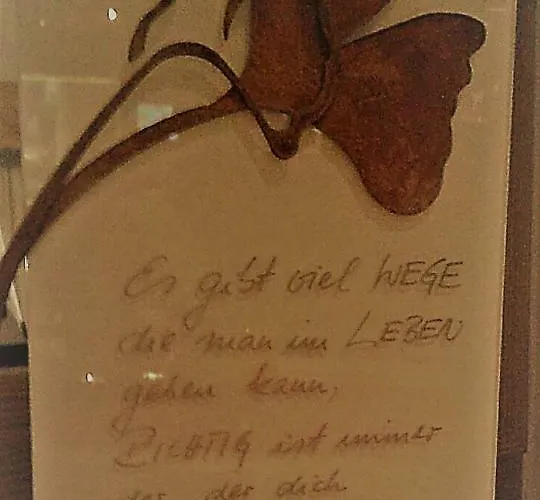 Es gibt viel WEGE
die man im LEBEN
gehen kann,
RICHTIG ist immer
der dich